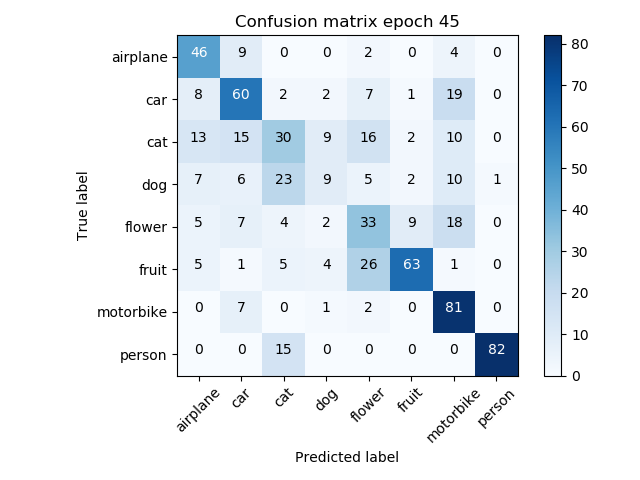 Confusion matrix epoch 45
True label
airplane 46 9 0 0 2 0 4 0
car 8 60 2 2 7 1 19 0
cat 13 15 30 9 16 2 10 0
dog 7 6 23 9 5 2 10 1
flower 5 7 4 2 33 9 18 0
fruit 5 1 5 4 26 63 1 0
motorbike 0 7 0 1 2 0 81 0
person 0 0 15 0 0 0 0 82
airplane car cat dog flower fruit motorbike person
Predicted label
80
70
60
50
40
30
20
10
0